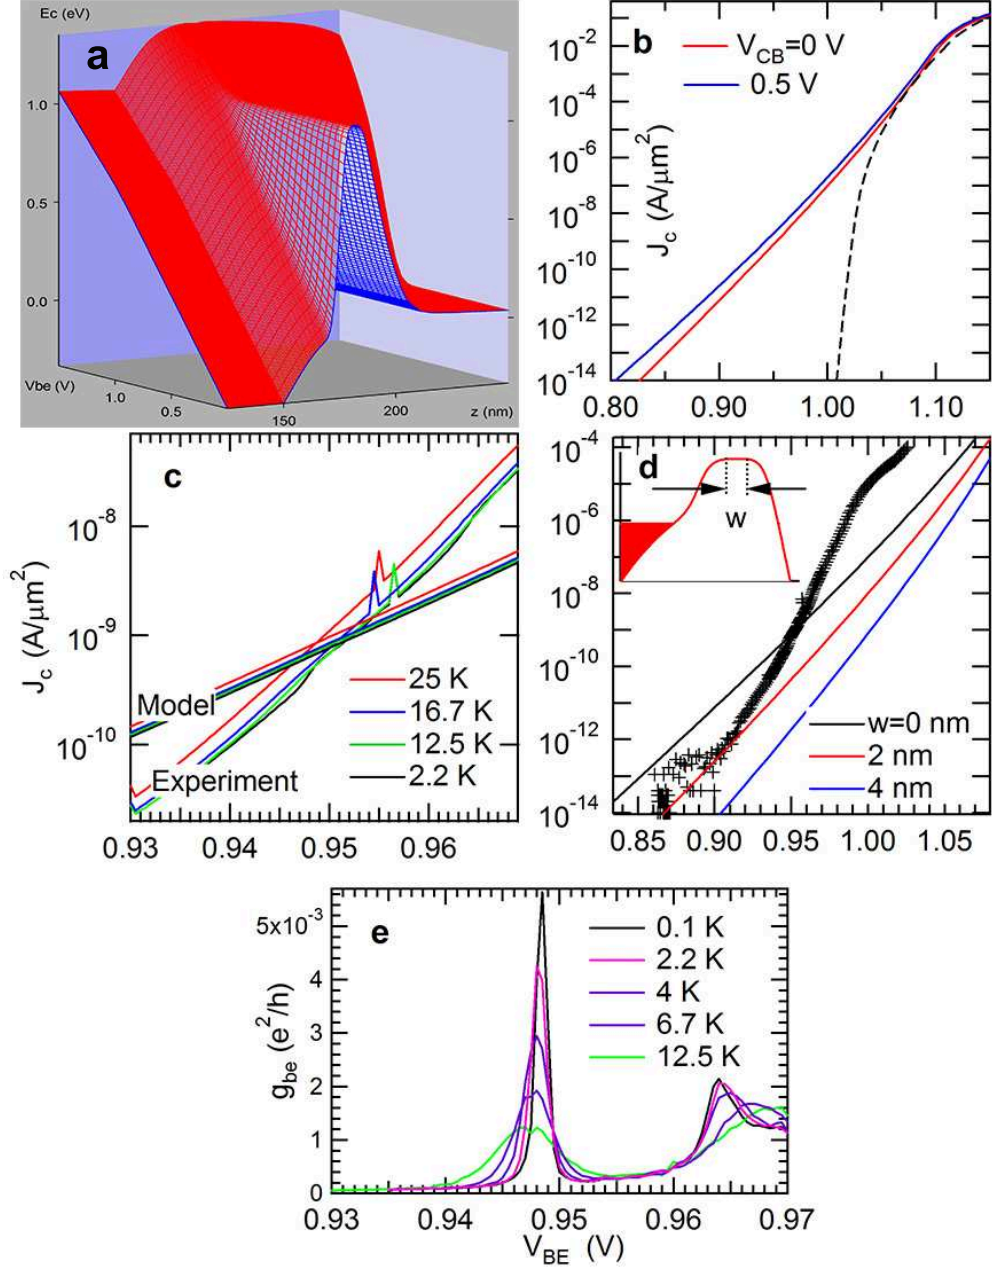 Ec (eV)
a
1.0
0.5
0.0
Vbe (V)
1.0
0.5
150
200
z (nm)
b
V_CB=0 V
0.5 V
J_c (A/μm²)
10⁻²
10⁻⁴
10⁻⁶
10⁻⁸
10⁻¹⁰
10⁻¹²
10⁻¹⁴
0.80
0.90
1.00
1.10
c
J_c (A/μm²)
10⁻⁸
10⁻⁹
10⁻¹⁰
Model
Experiment
25 K
16.7 K
12.5 K
2.2 K
0.93
0.94
0.95
0.96
d
w
10⁻⁴
10⁻⁶
10⁻⁸
10⁻¹⁰
10⁻¹²
10⁻¹⁴
w=0 nm
2 nm
4 nm
0.85
0.90
0.95
1.00
1.05
e
g_be (e²/h)
5x10⁻³
4
3
2
1
0
0.1 K
2.2 K
4 K
6.7 K
12.5 K
0.93
0.94
0.95
0.96
0.97
V_BE (V)